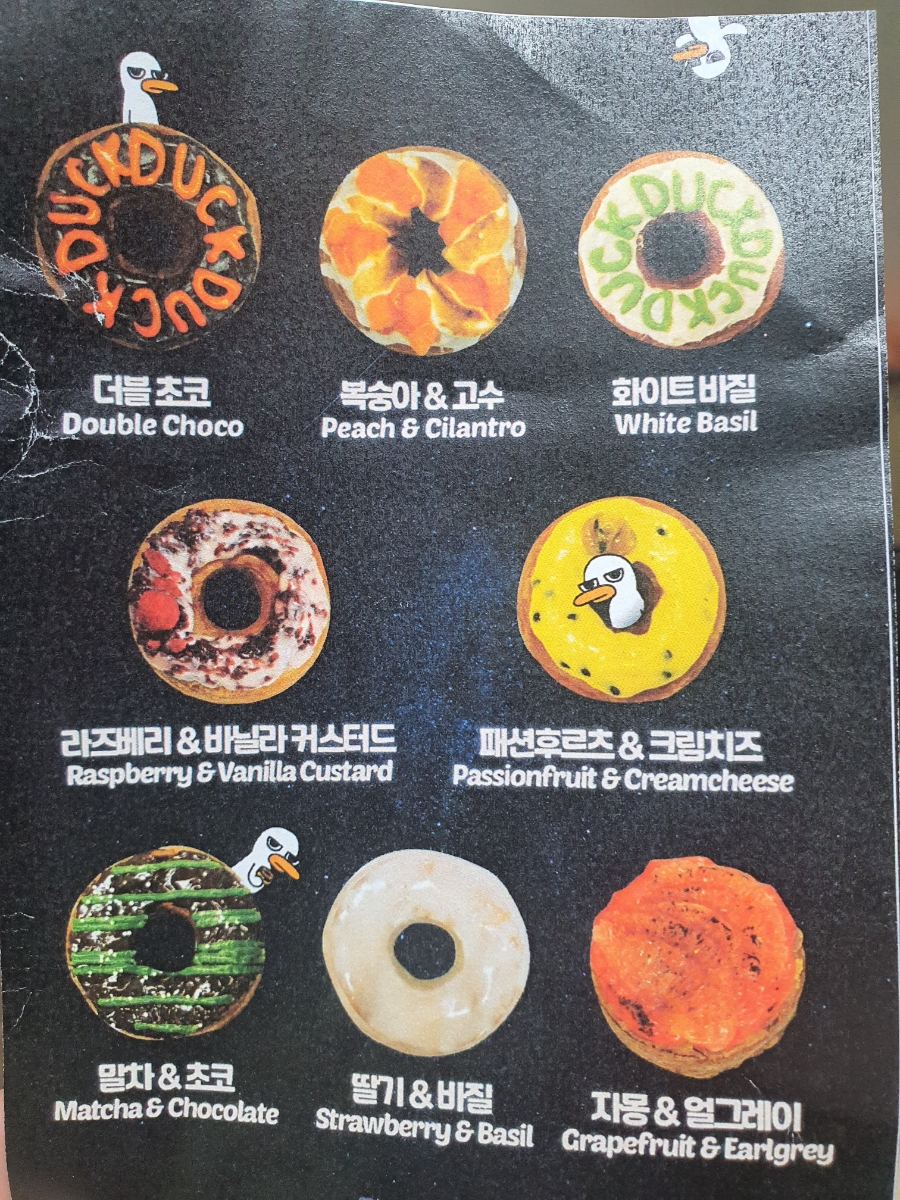 DUCKDUCKDUCKDUCK
DUCKDUCKDUCKDUCK
더블 초코
Double Choco
복숭아 & 고수
Peach & Cilantro
화이트 바질
White Basil
라즈베리 & 바닐라 커스터드
Raspberry & Vanilla Custard
패션후르츠 & 크림치즈
Passionfruit & Creamcheese
말차 & 초코
Matcha & Chocolate
딸기 & 바질
Strawberry & Basil
자몽 & 얼그레이
Grapefruit & Earlgrey